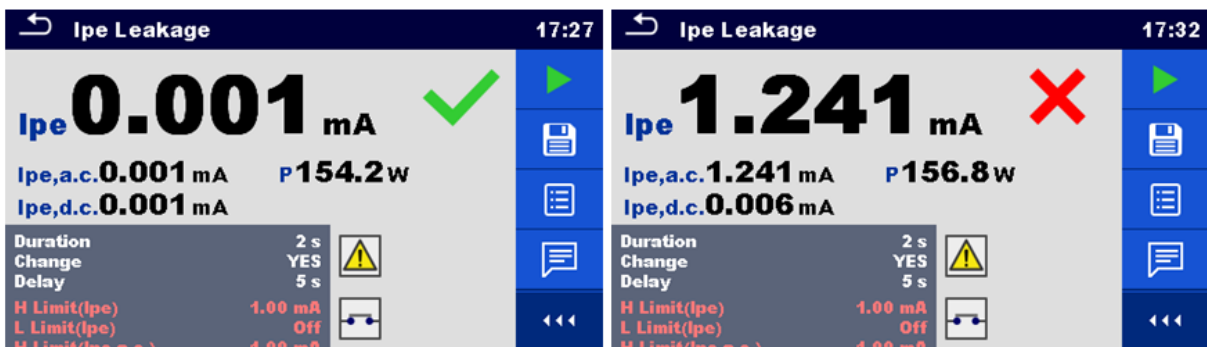 Ipe Leakage 17:27
Ipe 0.001 mA
Ipe,a.c. 0.001 mA P 154.2 W
Ipe,d.c. 0.001 mA
Duration 2 s
Change YES
Delay 5 s
H Limit(Ipe) 1.00 mA
L Limit(Ipe) Off
Ipe Leakage 17:32
Ipe 1.241 mA
Ipe,a.c. 1.241 mA P 156.8 W
Ipe,d.c. 0.006 mA
Duration 2 s
Change YES
Delay 5 s
H Limit(Ipe) 1.00 mA
L Limit(Ipe) Off